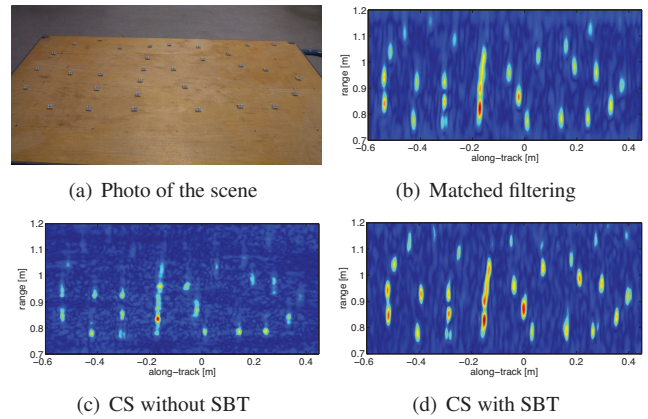 1.2
1.1
1
0.9
0.8
0.7
range [m]
−0.6 −0.4 −0.2 0 0.2 0.4
along-track [m]
(a) Photo of the scene
(b) Matched filtering
1.2
1.1
1
0.9
0.8
0.7
range [m]
−0.6 −0.4 −0.2 0 0.2 0.4
along-track [m]
1.2
1.1
1
0.9
0.8
0.7
range [m]
−0.6 −0.4 −0.2 0 0.2 0.4
along-track [m]
(c) CS without SBT
(d) CS with SBT